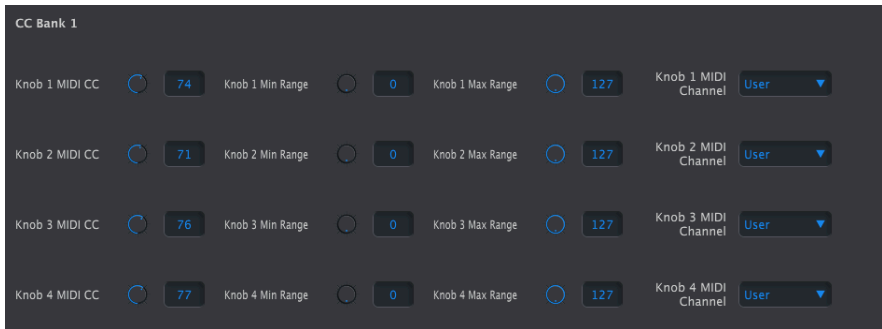 CC Bank 1
Knob 1 MIDI CC 74 Knob 1 Min Range 0 Knob 1 Max Range 127 Knob 1 MIDI
Channel User
Knob 2 MIDI CC 71 Knob 2 Min Range 0 Knob 2 Max Range 127 Knob 2 MIDI
Channel User
Knob 3 MIDI CC 76 Knob 3 Min Range 0 Knob 3 Max Range 127 Knob 3 MIDI
Channel User
Knob 4 MIDI CC 77 Knob 4 Min Range 0 Knob 4 Max Range 127 Knob 4 MIDI
Channel User